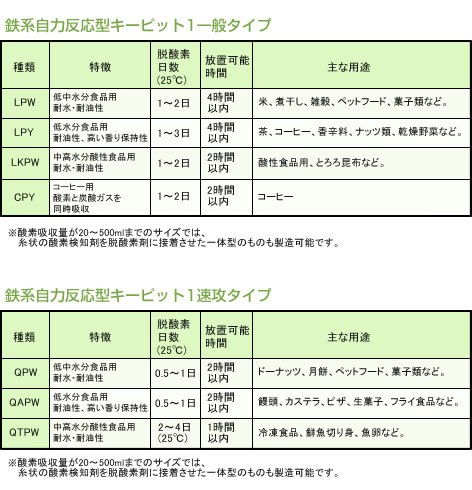 鉄系自力反応型キーピット1一般タイプ
種類 特徴 脱酸素日数(25℃) 放置可能時間 主な用途
LPW 低中水分食品用 耐水・耐油性 1～2日 4時間以内 米、煮干し、雑穀、ペットフード、菓子類など。
LPY 低水分食品用 耐油性、高い香り保持性 1～3日 4時間以内 茶、コーヒー、香辛料、ナッツ類、乾燥野菜など。
LKPW 中高水分酸性食品用 耐水・耐油性 1～2日 2時間以内 酸性食品用、とろろ昆布など。
CPY コーヒー用 酸素と炭酸ガスを同時吸収 1～2日 2時間以内 コーヒー
※酸素吸収量が20～500mlまでのサイズでは、
糸状の酸素検知剤を脱酸素剤に接着させた一体型のものも製造可能です。
鉄系自力反応型キーピット1速攻タイプ
種類 特徴 脱酸素日数(25℃) 放置可能時間 主な用途
QPW 低中水分食品用 耐水・耐油性 0.5～1日 2時間以内 ドーナッツ、月餅、ペットフード、菓子類など。
QAPW 低水分食品用 耐油性、高い香り保持性 0.5～1日 2時間以内 饅頭、カステラ、ピザ、生菓子、フライ食品など。
QTPW 中高水分酸性食品用 耐水・耐油性 2～4日(25℃) 1時間以内 冷凍食品、鮮魚切り身、魚卵など。
※酸素吸収量が20～500mlまでのサイズでは、
糸状の酸素検知剤を脱酸素剤に接着させた一体型のものも製造可能です。